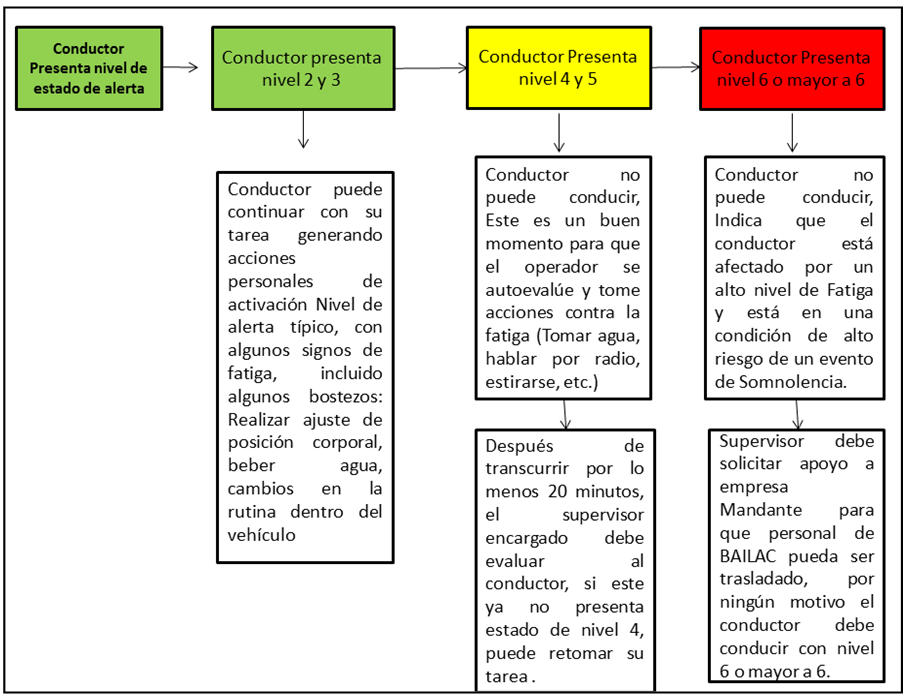 Conductor
Presenta nivel de
estado de alerta
Conductor presenta
nivel 2 y 3
Conductor Presenta
nivel 4 y 5
Conductor Presenta
nivel 6 o mayor a 6
Conductor puede
continuar con su
tarea generando
acciones
personales de
activación Nivel de
alerta típico, con
algunos signos de
fatiga, incluido
algunos bostezos:
Realizar ajuste de
posición corporal,
beber agua,
cambios en la
rutina dentro del
vehículo
Conductor no
puede conducir,
Este es un buen
momento para que
el operador se
autoevalúe y tome
acciones contra la
fatiga (Tomar agua,
hablar por radio,
estirarse, etc.)
Después de
transcurrir por lo
menos 20 minutos,
el supervisor
encargado debe
evaluar al
conductor, si este
ya no presenta
estado de nivel 4,
puede retomar su
tarea .
Conductor no
puede conducir,
Indica que el
conductor está
afectado por un
alto nivel de Fatiga
y está en una
condición de alto
riesgo de un evento
de Somnolencia.
Supervisor debe
solicitar apoyo a
empresa
Mandante para
que personal de
BAILAC pueda ser
trasladado, por
ningún motivo el
conductor debe
conducir con nivel
6 o mayor a 6.